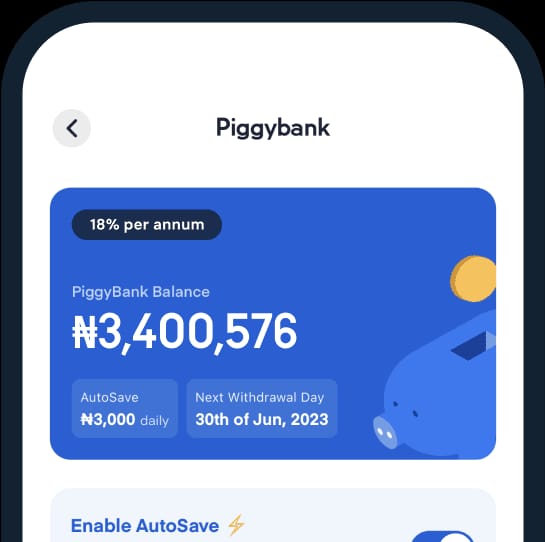 Piggybank
18% per annum
PiggyBank Balance
₦3,400,576
AutoSave
₦3,000 daily
Next Withdrawal Day
30th of Jun, 2023
Enable AutoSave